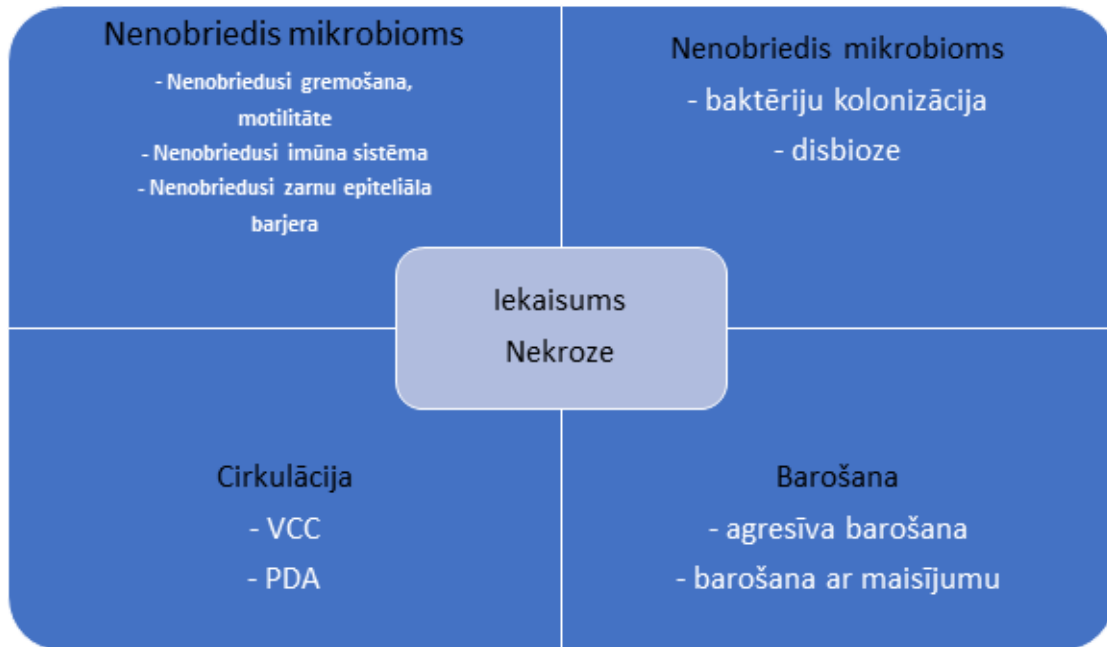 Nenobriedis mikrobioms
- Nenobriedusi gremošana,
motilitāte
- Nenobriedusi imūna sistēma
- Nenobriedusi zarnu epiteliāla
barjera
Nenobriedis mikrobioms
- baktēriju kolonizācija
- disbioze
Iekaisums
Nekroze
Cirkulācija
- VCC
- PDA
Barošana
- agresīva barošana
- barošana ar maisījumu